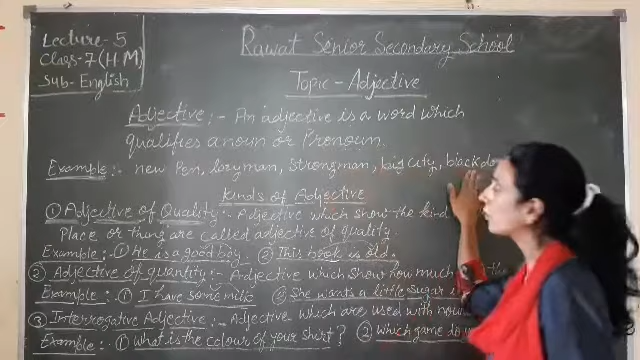 Lecture-5
Class-7 (H.M)
Sub- English
Rawat Senior Secondary School
Topic - Adjective
Adjective :- An adjective is a word which
qualifies a noun or Pronoun.
Example :- new Pen, lazy man, Strong man, big City, black
Kinds of Adjective
① Adjective of Quality :- Adjective which show the kind
Place or thing are called adjective of quality.
Example :- ① He is a good boy. ② This book is old.
② Adjective of quantity :- Adjective which show how much
Example :- ① I have some milk ② She wants a little Sugar
③ Interrogative Adjective :- Adjective which are used with
Example :- ① What is the colour of your shirt? ② Which game